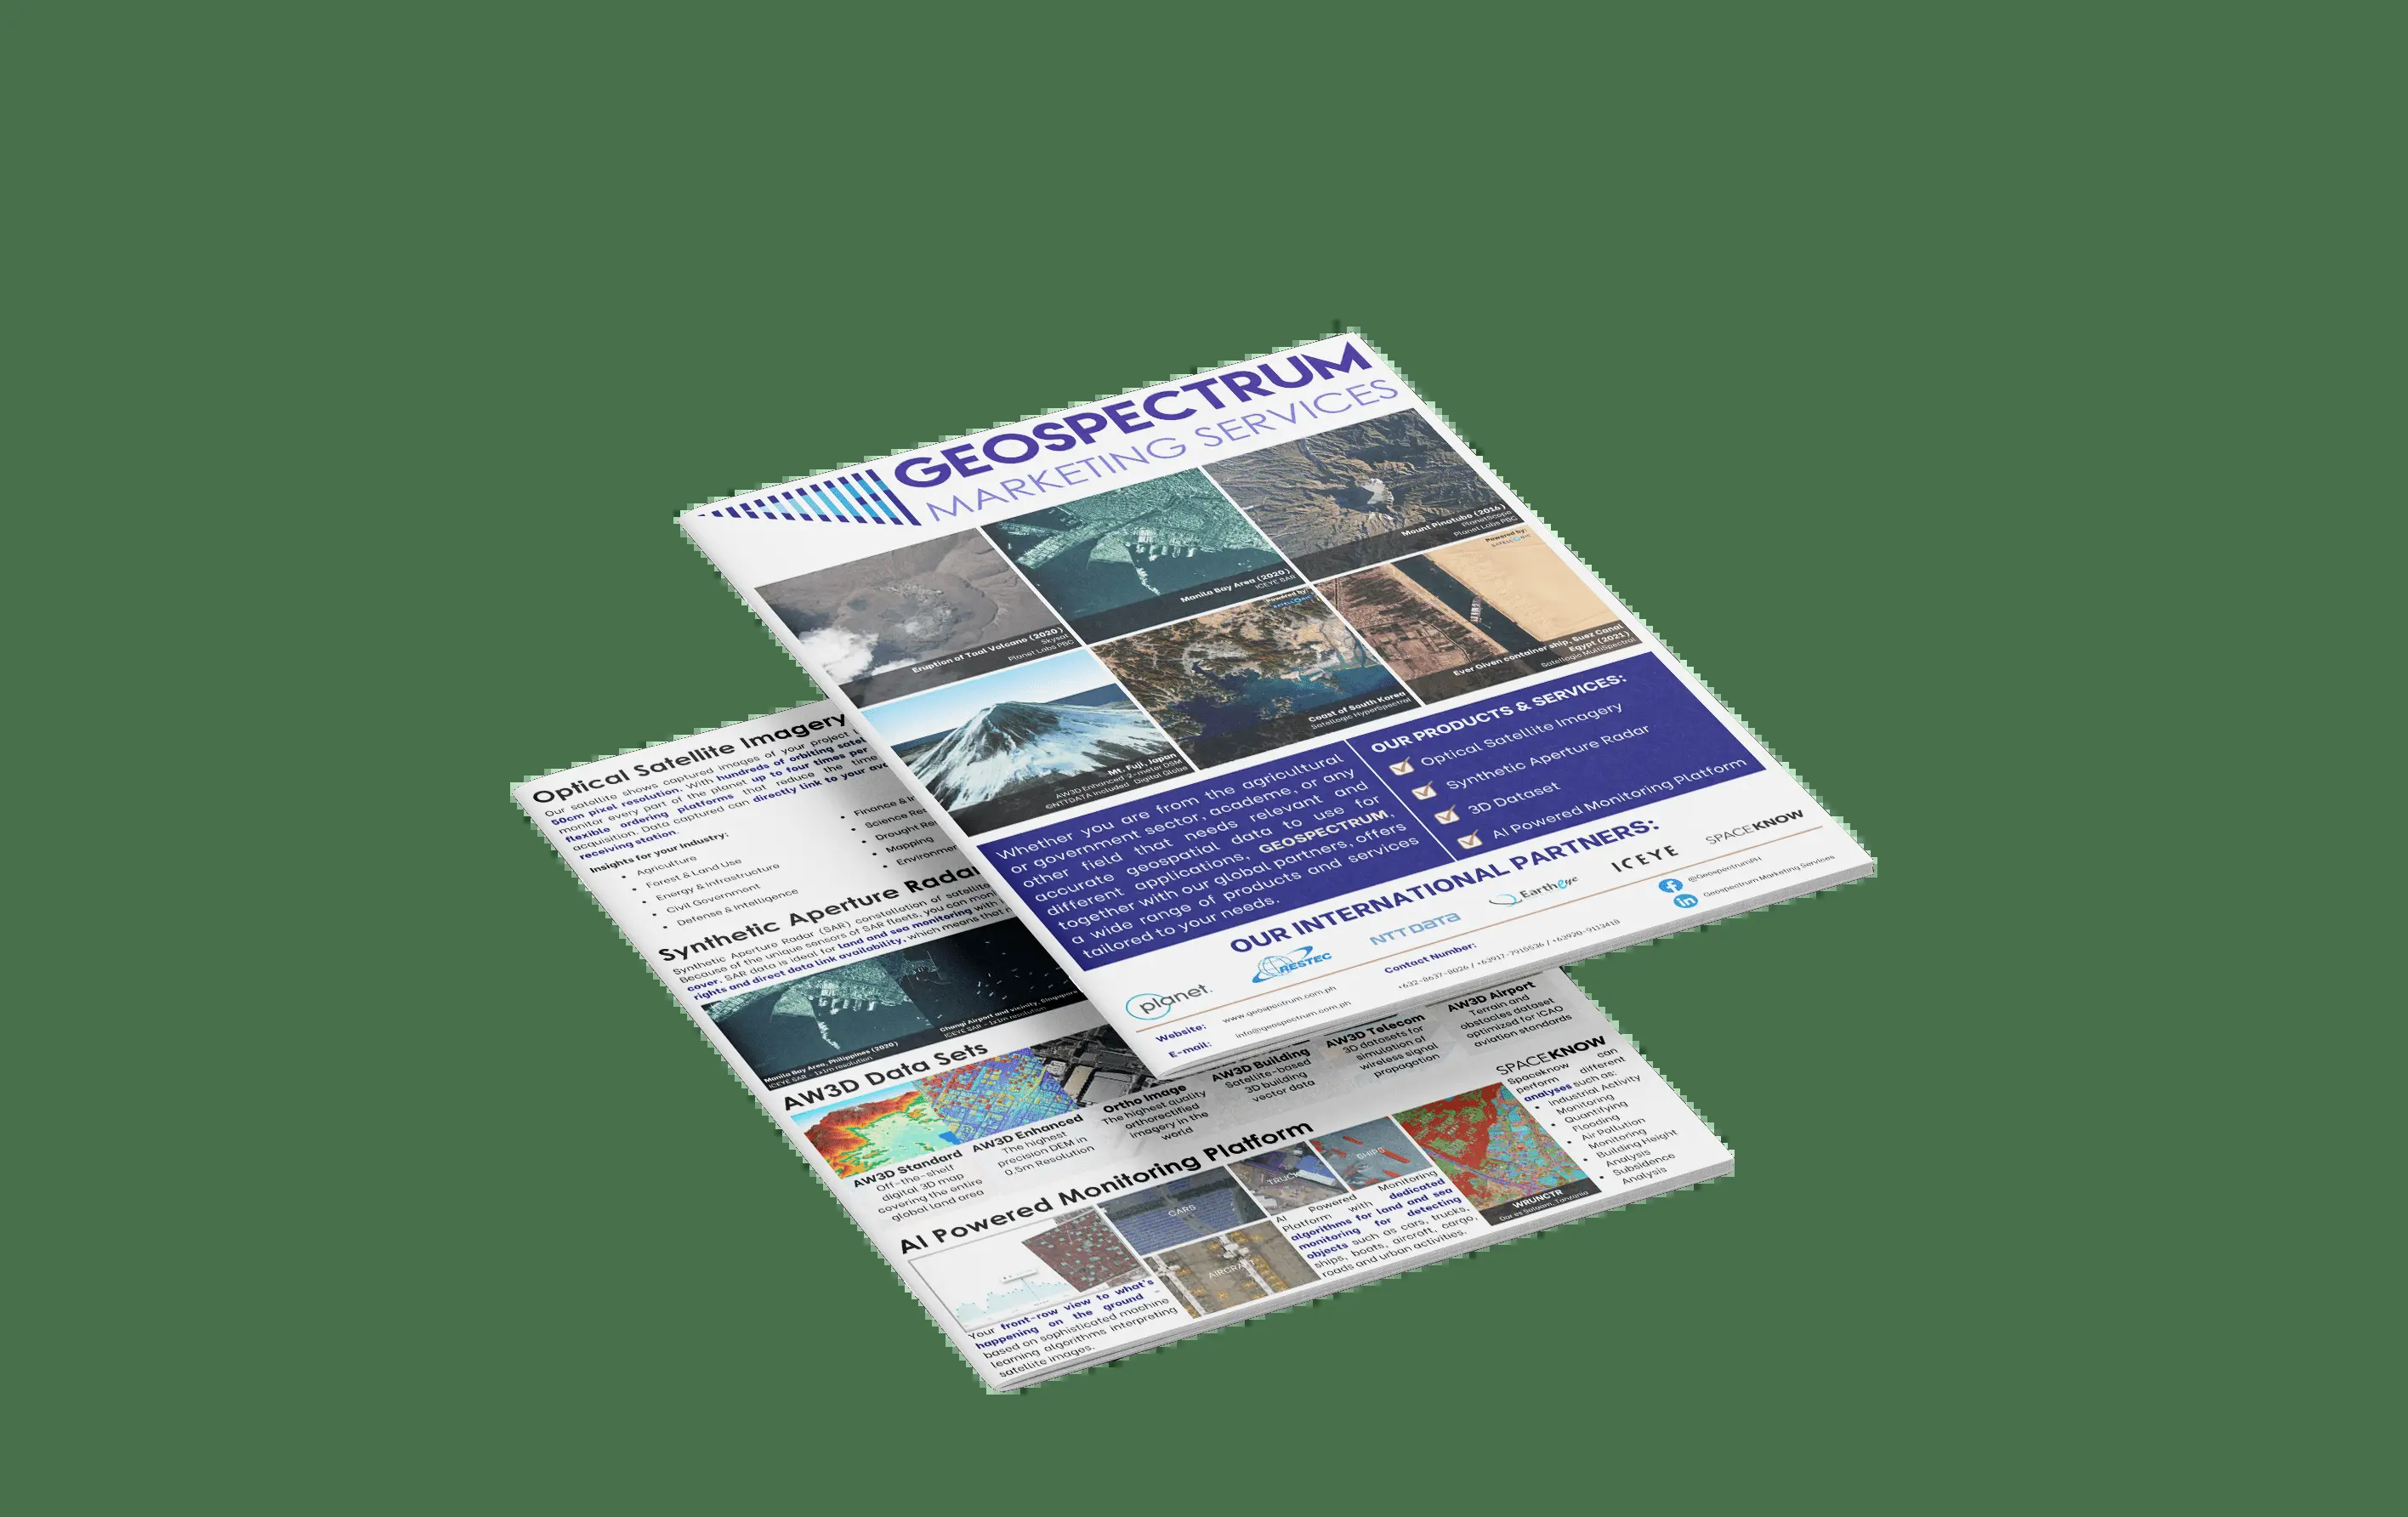 GEOSPECTRUM
MARKETING SERVICES
Eruption of Taal Volcano (2020)
Skysat
Planet Labs PBC
Manila Bay Area (2020)
ICEYE SAR
Mount Pinatubo (2016)
PlanetScope
Planet Labs PBC
Mt. Fuji, Japan
AW3D Enhanced 2-meter DSM
©NTTDATA Included Digital Globe
Powered by:
SATELLOGIC
Coast of South Korea
Satellogic HyperSpectral
Powered by:
SATELLOGIC
Ever Given container ship, Suez Canal
Egypt (2021)
Satellogic MultiSpectral
Whether you are from the agricultural
or government sector, academe, or any
other field that needs relevant and
accurate geospatial data to use for
different applications, GEOSPECTRUM,
together with our global partners, offers
a wide range of products and services
tailored to your needs.
OUR PRODUCTS & SERVICES:
Optical Satellite Imagery
Synthetic Aperture Radar
3D Dataset
AI Powered Monitoring Platform
OUR INTERNATIONAL PARTNERS:
planet.
RESTEC
NTT DATA
Eartheye
ICEYE
SPACEKNOW
Website: www.geospectrum.com.ph
E-mail: info@geospectrum.com.ph
Contact Number:
+632-8637-8026 / +63917-7915536 / +63920-9113418
@GeospectrumPH
Geospectrum Marketing Services
Optical Satellite Imagery
Our satellite shows captured images of your project
50cm pixel resolution. With hundreds of orbiting
monitor every part of the planet up to four times per
flexible ordering platforms that reduce the time
acquisition. Data captured can directly link to your
receiving station.
Insights for your Industry:
• Agriculture
• Forest & Land Use
• Energy & Infrastructure
• Civil Government
• Defense & Intelligence
• Finance &
• Science
• Drought
• Mapping
Synthetic Aperture Radar
Synthetic Aperture Radar (SAR) constellation of
Because of the unique sensors of SAR fleets, you can
cover. SAR data is ideal for land and sea monitoring with
rights and direct data link availability, which means that
Manila Bay Area, Philippines (2020)
ICEYE SAR - 1x1m resolution
Changi Airport and vicinity, Singapore
ICEYE SAR - 1x1m resolution
AW3D Data Sets
AW3D Standard
Off-the-shelf
digital 3D map
covering the entire
global land area
AW3D Enhanced
The highest
precision DEM in
0.5m Resolution
Ortho Image
The highest quality
orthorectified
imagery in the
world
AW3D Building
Satellite-based
3D building
vector data
AW3D Telecom
3D datasets for
simulation of
wireless signal
propagation
AW3D Airport
Terrain and
obstacles dataset
optimized for ICAO
aviation standards
AI Powered Monitoring Platform
Your front-row view to what's
happening on the ground -
based on sophisticated machine
learning algorithms interpreting
satellite images.
CARS
SHIPS
AI Powered Monitoring
Platform with dedicated
algorithms for land and sea
monitoring for detecting
objects such as cars, trucks,
ships, boats, aircraft, cargo,
roads and urban activities.
WRUNCTR
Dar es Salaam, Tanzania
SPACEKNOW
Spaceknow can
perform different
analyses such as:
• Industrial Activity
Monitoring
• Quantifying
Flooding
• Air Pollution
Monitoring
• Building Height
Analysis
• Subsidence
Analysis